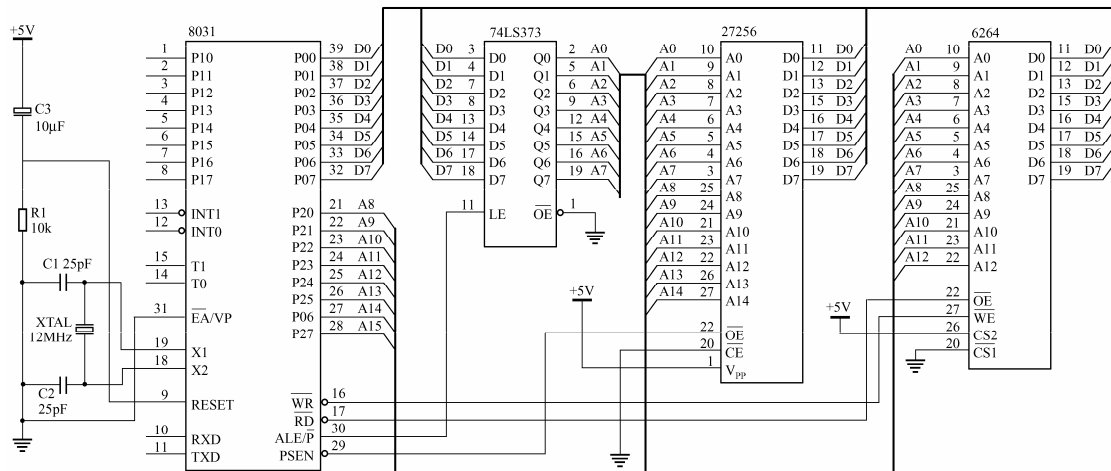 +5V
C3
10μF
R1
10k
C1 25pF
XTAL
12MHz
C2
25pF
8031
1 P10
2 P11
3 P12
4 P13
5 P14
6 P15
7 P16
8 P17
13 INT1
12 INT0
15 T1
14 T0
31 EA/VP
19 X1
18 X2
9 RESET
10 RXD
11 TXD
P00 39 D0
P01 38 D1
P02 37 D2
P03 36 D3
P04 35 D4
P05 34 D5
P06 33 D6
P07 32 D7
P20 21 A8
P21 22 A9
P22 23 A10
P23 24 A11
P24 25 A12
P25 26 A13
P06 27 A14
P27 28 A15
WR 16
RD 17
ALE/P 30
PSEN 29
74LS373
D0 3 D0 Q0 2 A0
D1 4 D1 Q1 5 A1
D2 7 D2 Q2 6 A2
D3 8 D3 Q3 9 A3
D4 13 D4 Q4 12 A4
D5 14 D5 Q5 15 A5
D6 17 D6 Q6 16 A6
D7 18 D7 Q7 19 A7
11 LE OE 1
27256
A0 10 A0 D0 11 D0
A1 9 A1 D1 12 D1
A2 8 A2 D2 13 D2
A3 7 A3 D3 15 D3
A4 6 A4 D4 16 D4
A5 5 A5 D5 17 D5
A6 4 A6 D6 18 D6
A7 3 A7 D7 19 D7
A8 25 A8
A9 24 A9
A10 21 A10
A11 23 A11
A12 22 A12
A13 26 A13
A14 27 A14
+5V
22 OE
20 CE
1 VPP
6264
A0 10 A0 D0 11 D0
A1 9 A1 D1 12 D1
A2 8 A2 D2 13 D2
A3 7 A3 D3 15 D3
A4 6 A4 D4 16 D4
A5 5 A5 D5 17 D5
A6 4 A6 D6 18 D6
A7 3 A7 D7 19 D7
A8 25 A8
A9 24 A9
A10 21 A10
A11 23 A11
A12 22 A12
+5V
22 OE
27 WE
26 CS2
20 CS1